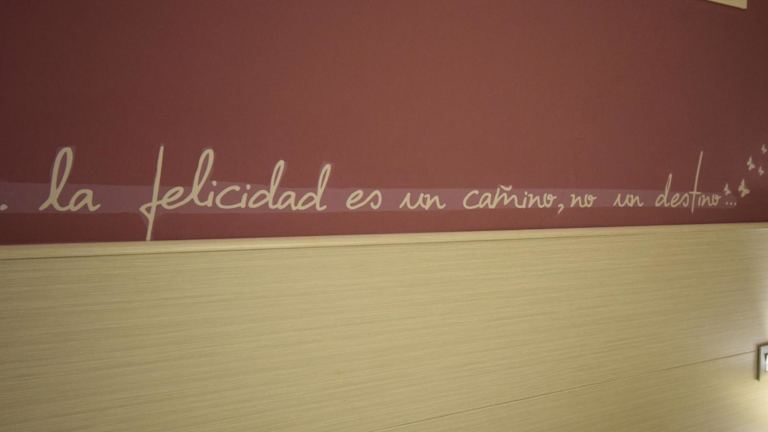 . la felicidad es un camino, no un destino...